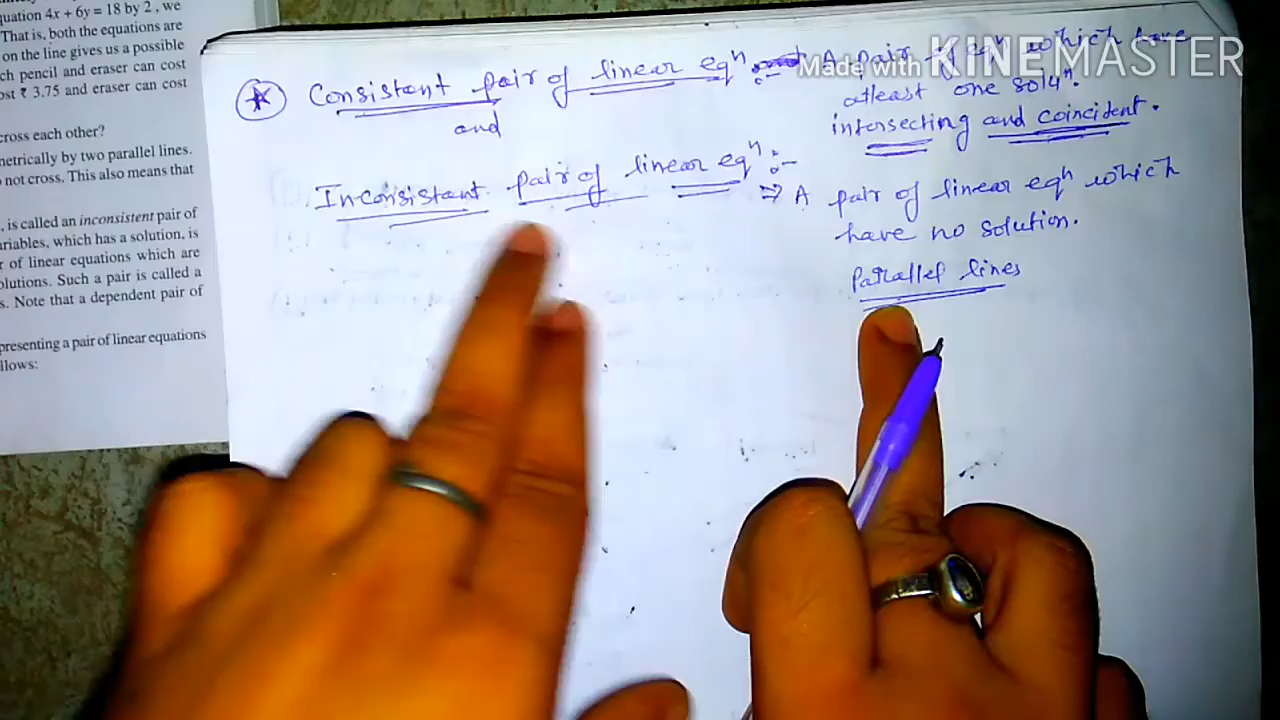 quation 4x + 6y = 18 by 2 , we
That is, both the equations are
on the line gives us a possible
ch pencil and eraser can cost
ost ₹ 3.75 and eraser can cost
cross each other?
metrically by two parallel lines.
o not cross. This also means that
, is called an inconsistent pair of
ariables, which has a solution, is
r of linear equations which are
olutions. Such a pair is called a
s. Note that a dependent pair of
presenting a pair of linear equations
llows:
Made with KINEMASTER
Consistent pair of linear eqⁿ :- A pair of eqⁿ which have
atleast one solⁿ.
and
intersecting and coincident.
Inconsistent pair of linear eqⁿ :-
⇒ A pair of linear eqⁿ which
have no solution.
Parallel lines